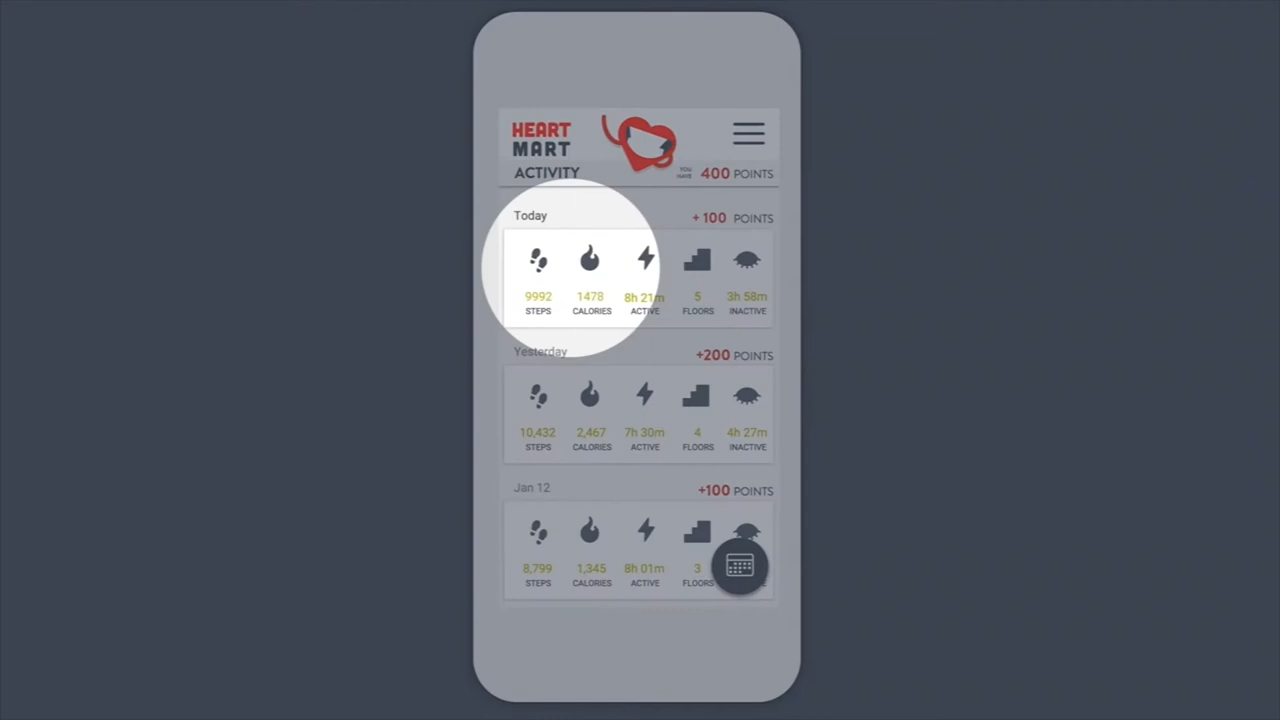 HEART
MART
ACTIVITY
YOU HAVE 400 POINTS
Today
+ 100 POINTS
9992 1478 8h 21m 5 3h 58m
STEPS CALORIES ACTIVE FLOORS INACTIVE
Yesterday
+200 POINTS
10,432 2,467 7h 30m 4 4h 27m
STEPS CALORIES ACTIVE FLOORS INACTIVE
Jan 12
+100 POINTS
8,799 1,345 8h 01m 3
STEPS CALORIES ACTIVE FLOORS